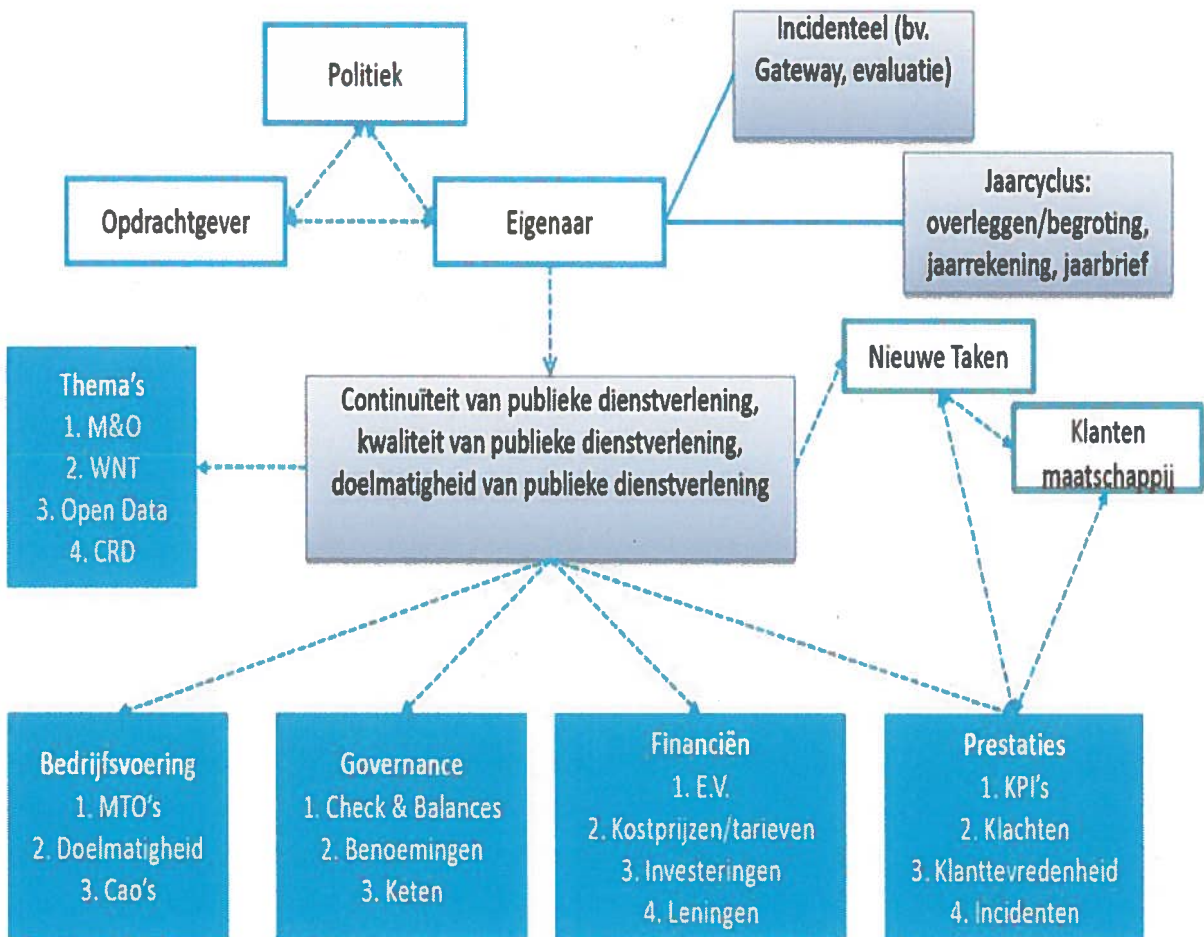 Politiek
Incidenteel (bv.
Gateway, evaluatie)
Opdrachtgever
Eigenaar
Jaarcyclus:
overleggen/begroting,
jaarrekening, jaarbrief
Thema's
1. M&O
2. WNT
3. Open Data
4. CRD
Continuïteit van publieke dienstverlening,
kwaliteit van publieke dienstverlening,
doelmatigheid van publieke dienstverlening
Nieuwe Taken
Klanten
maatschappij
Bedrijfsvoering
1. MTO's
2. Doelmatigheid
3. Cao's
Governance
1. Check & Balances
2. Benoemingen
3. Keten
Financiën
1. E.V.
2. Kostprijzen/tarieven
3. Investeringen
4. Leningen
Prestaties
1. KPI's
2. Klachten
3. Klanttevredenheid
4. Incidenten